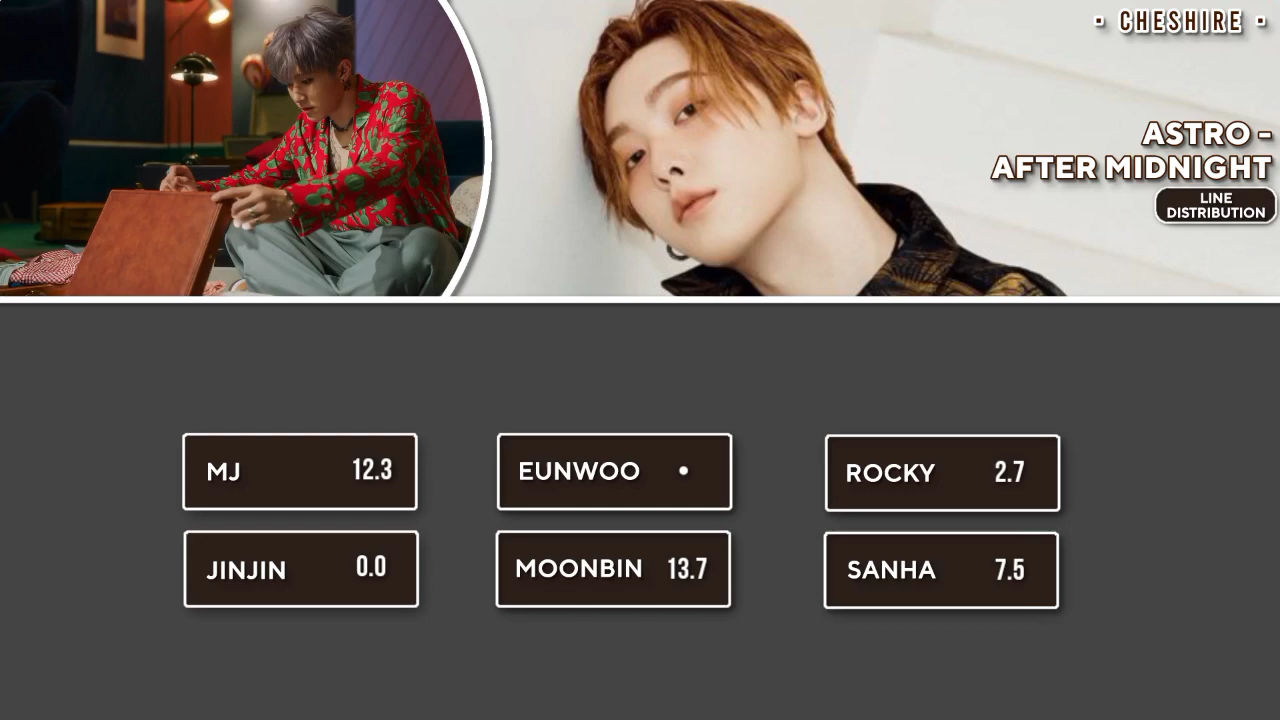 · CHESHIRE ·
ASTRO -
AFTER MIDNIGHT
LINE
DISTRIBUTION
MJ 12.3
EUNWOO •
ROCKY 2.7
JINJIN 0.0
MOONBIN 13.7
SANHA 7.5